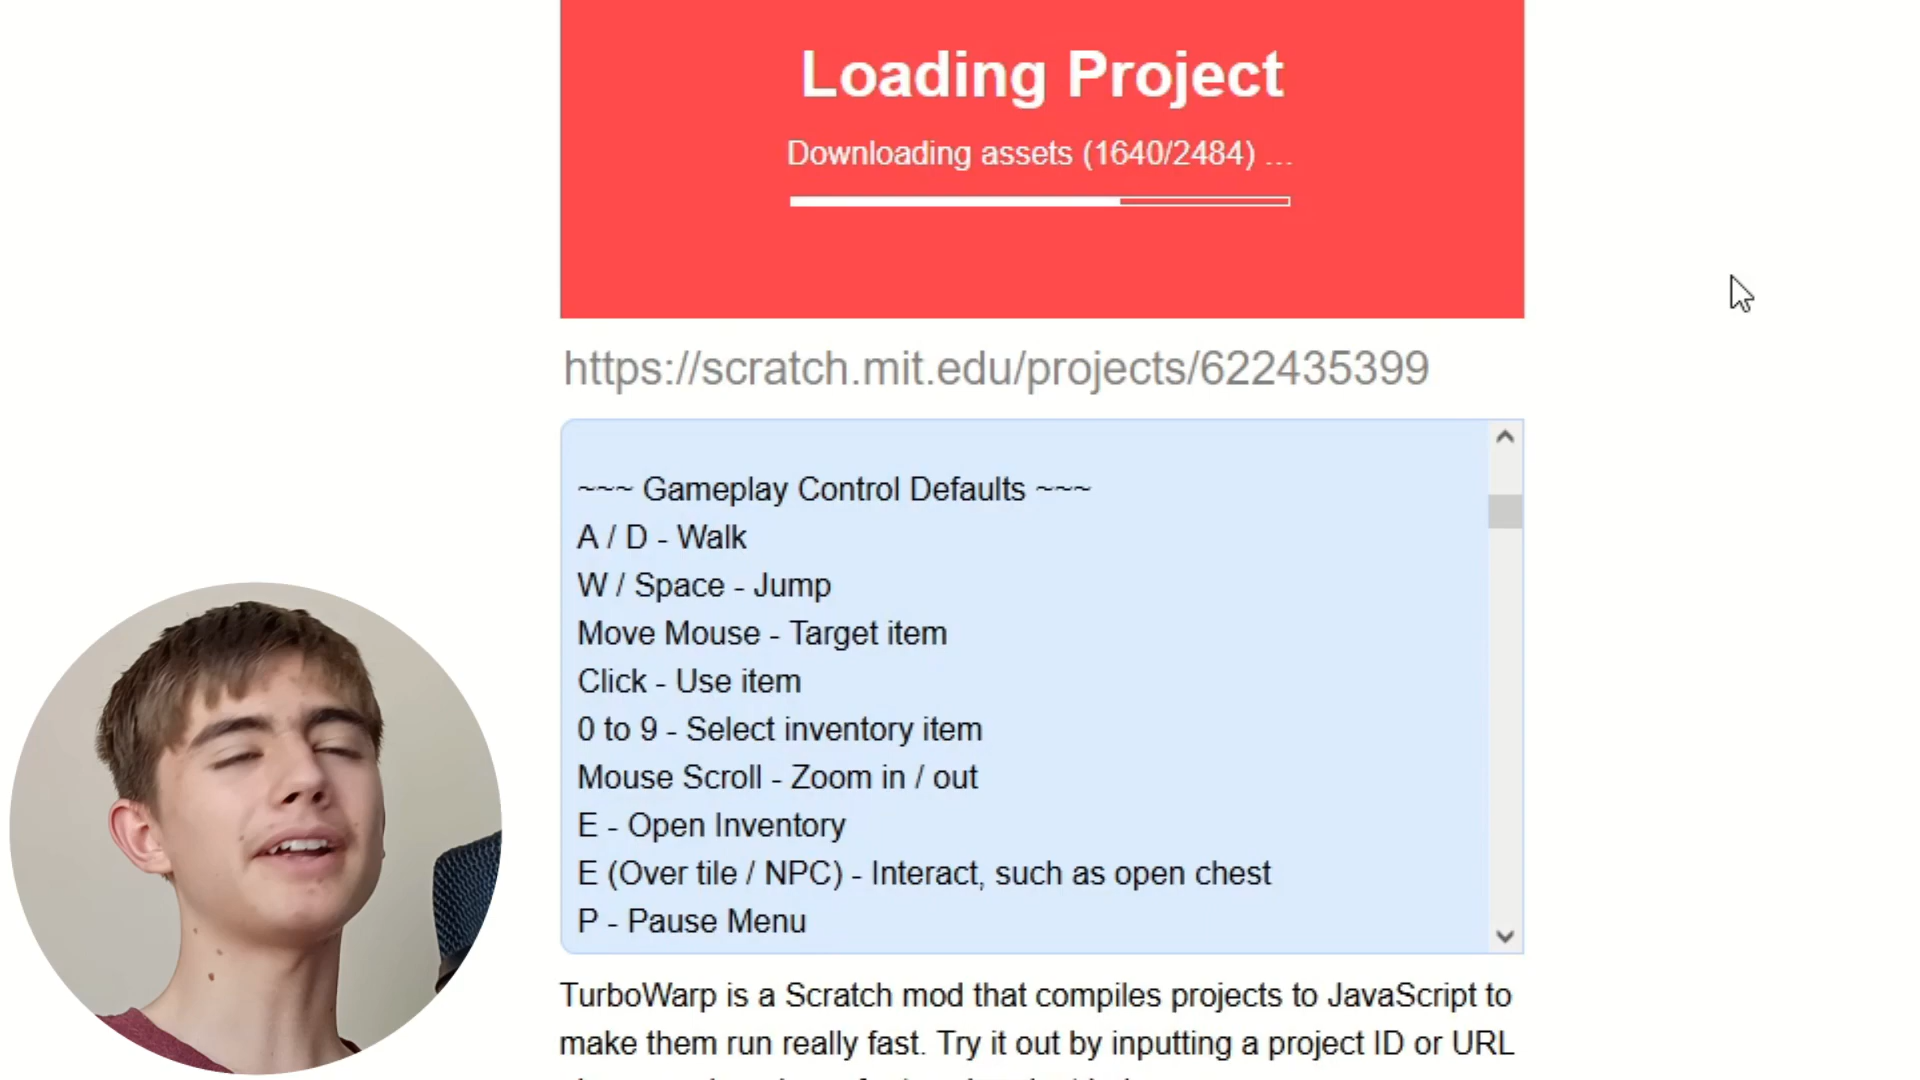 Loading Project
Downloading assets (1640/2484) ...
https://scratch.mit.edu/projects/622435399
~~~ Gameplay Control Defaults ~~~
A / D - Walk
W / Space - Jump
Move Mouse - Target item
Click - Use item
0 to 9 - Select inventory item
Mouse Scroll - Zoom in / out
E - Open Inventory
E (Over tile / NPC) - Interact, such as open chest
P - Pause Menu
TurboWarp is a Scratch mod that compiles projects to JavaScript to
make them run really fast. Try it out by inputting a project ID or URL